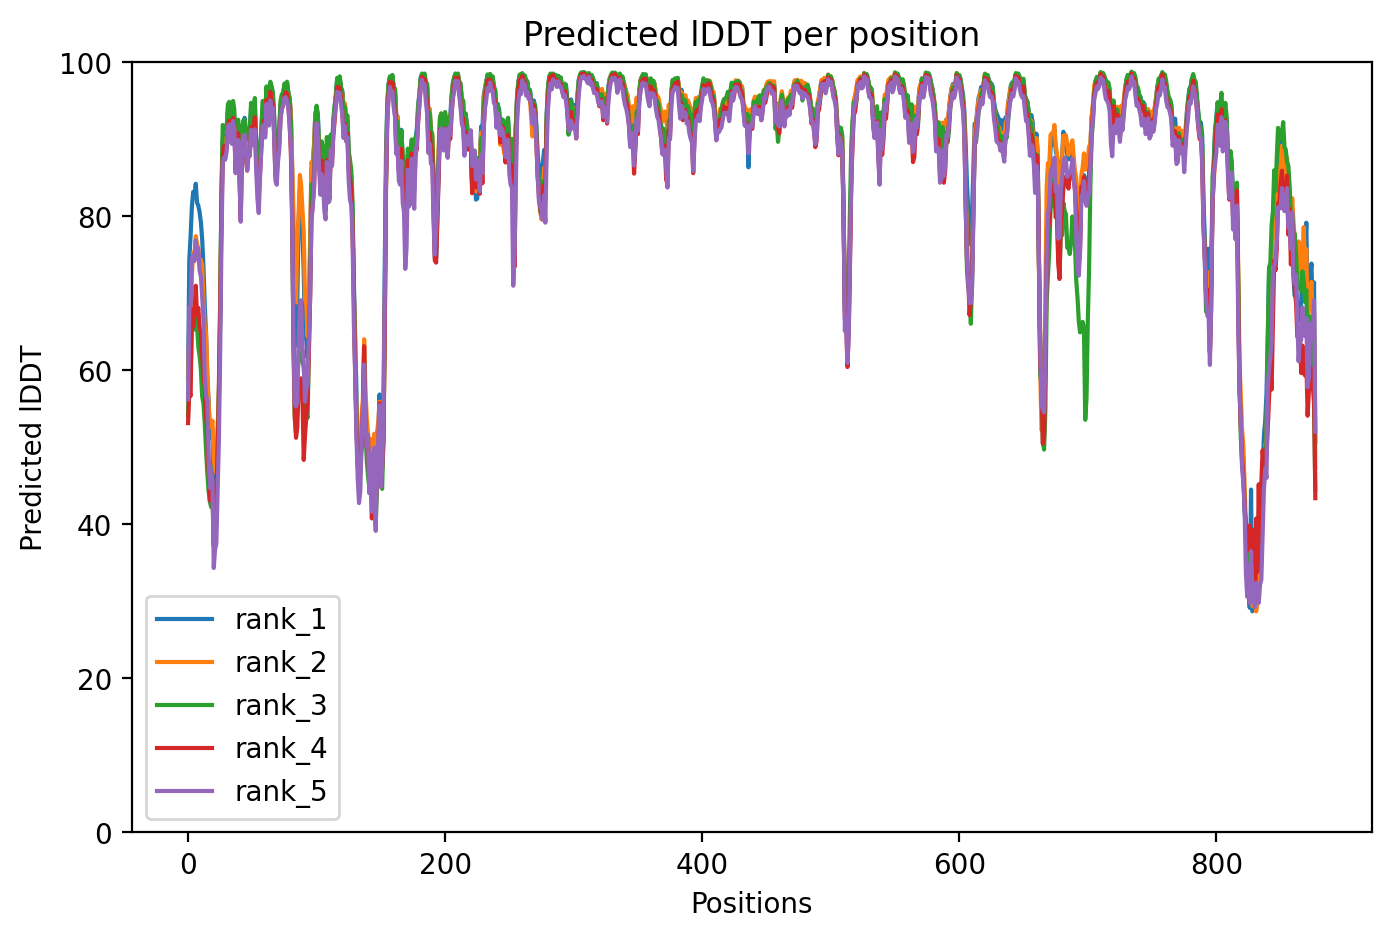 Predicted lDDT per position
100
80
60
40
20
0
Predicted lDDT
rank_1
rank_2
rank_3
rank_4
rank_5
0 200 400 600 800
Positions